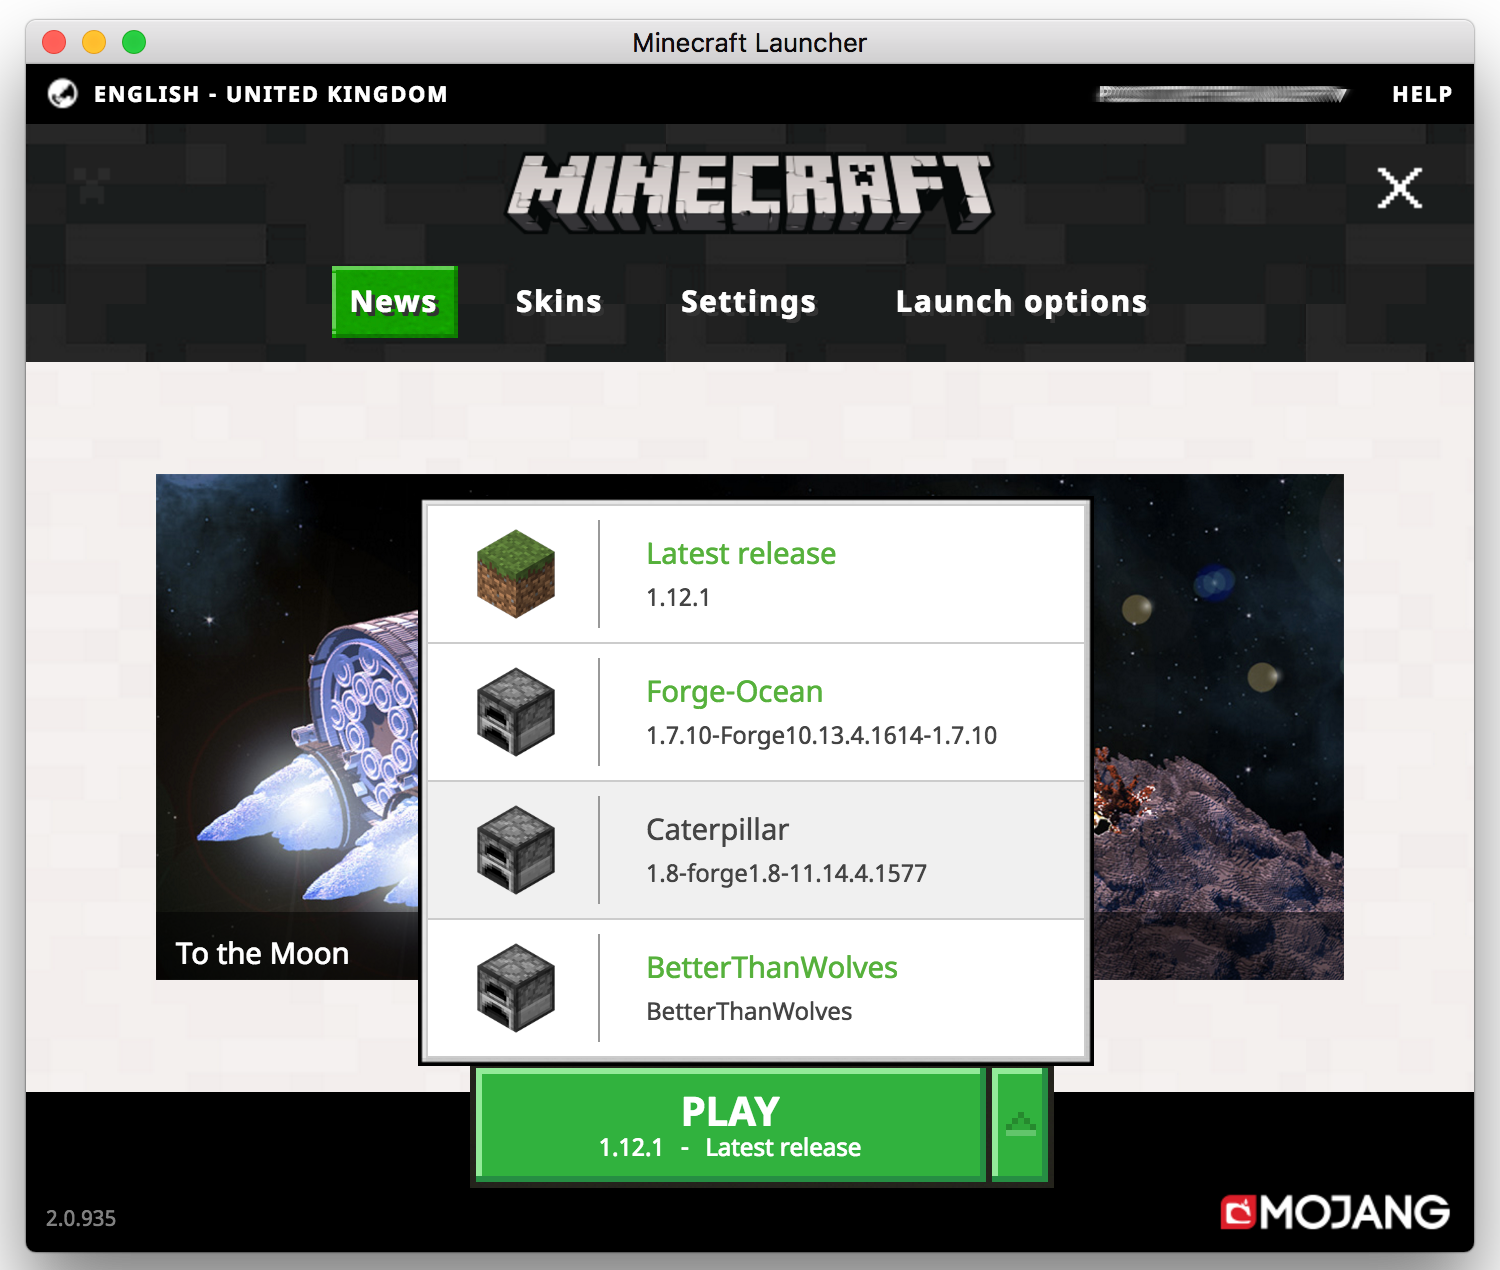 Minecraft Launcher
ENGLISH - UNITED KINGDOM
HELP
MINECRAFT
News
Skins
Settings
Launch options
Latest release
1.12.1
Forge-Ocean
1.7.10-Forge10.13.4.1614-1.7.10
Caterpillar
1.8-forge1.8-11.14.4.1577
BetterThanWolves
BetterThanWolves
To the Moon
PLAY
1.12.1 - Latest release
2.0.935
MOJANG